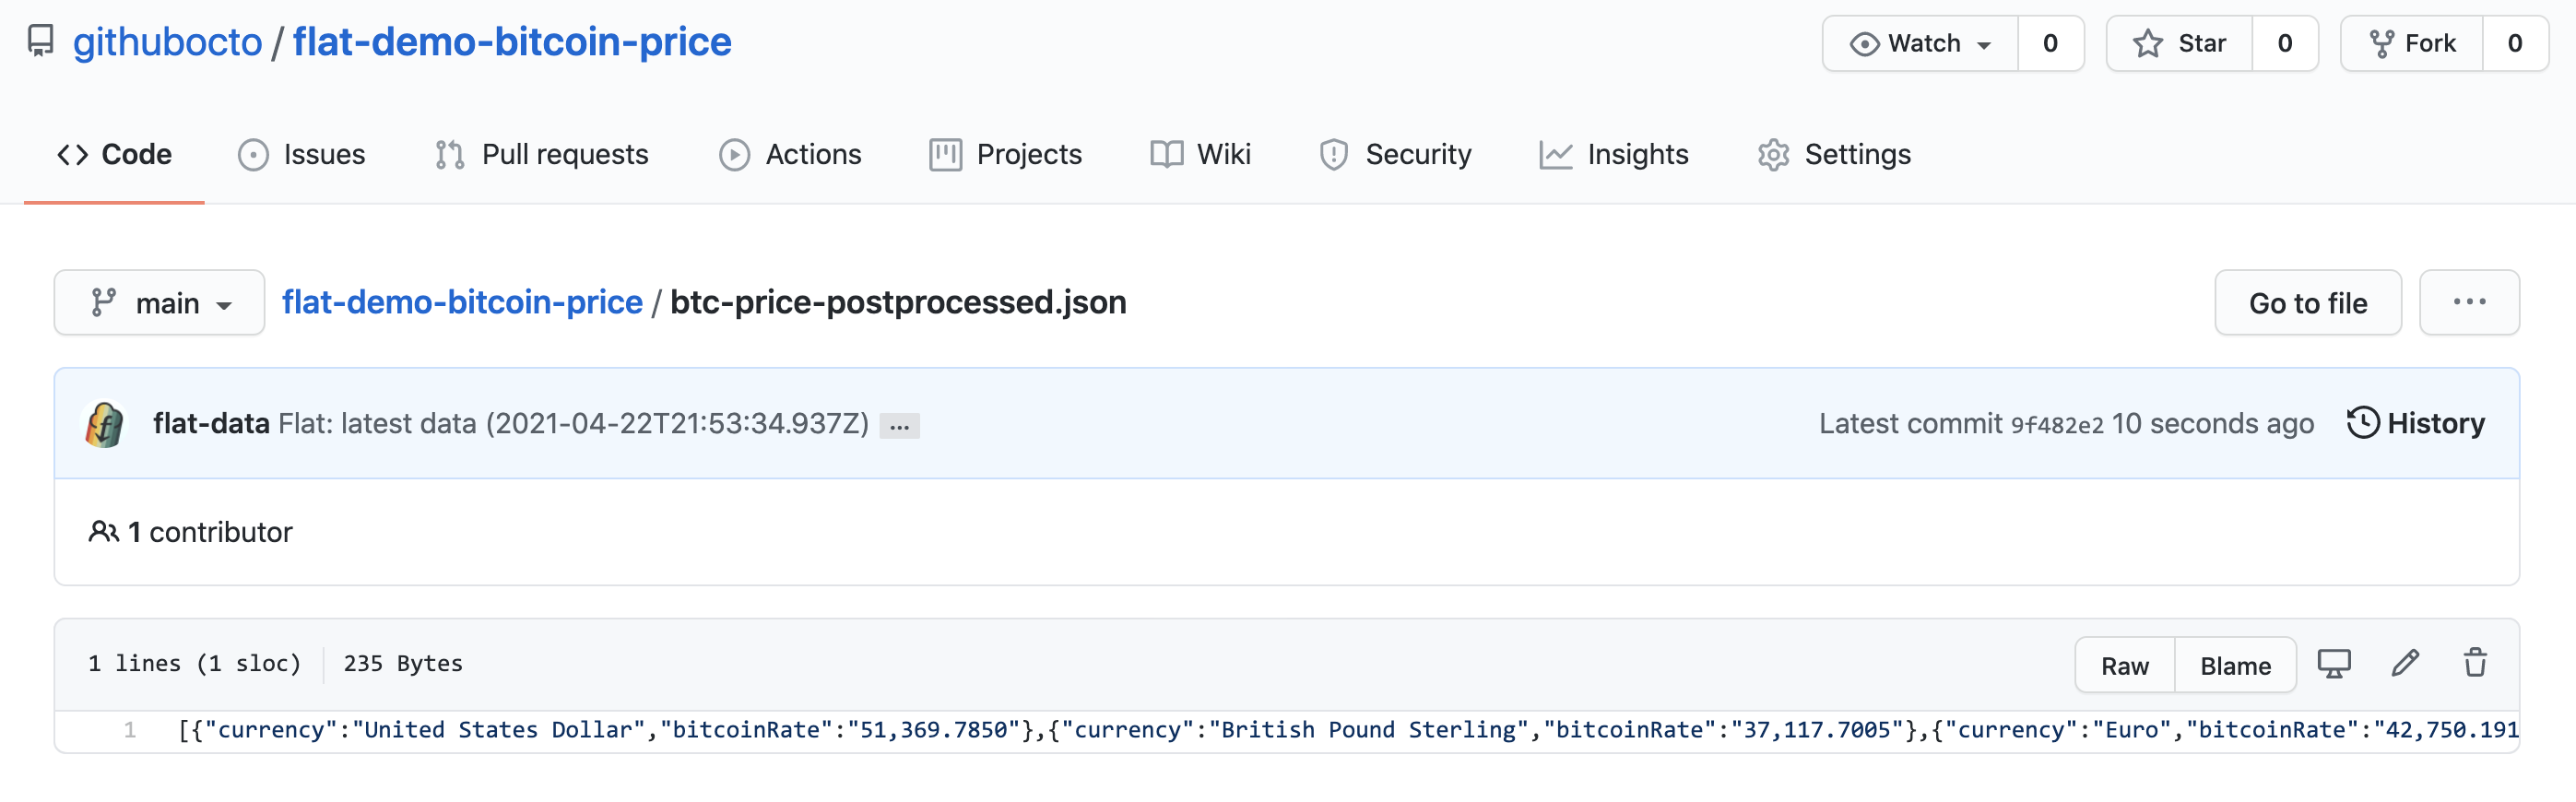 githubocto / flat-demo-bitcoin-price Watch 0 Star 0 Fork 0
Code Issues Pull requests Actions Projects Wiki Security Insights Settings
main flat-demo-bitcoin-price / btc-price-postprocessed.json Go to file ...
flat-data Flat: latest data (2021-04-22T21:53:34.937Z) ... Latest commit 9f482e2 10 seconds ago History
1 contributor
1 lines (1 sloc) 235 Bytes Raw Blame
1 [{"currency":"United States Dollar","bitcoinRate":"51,369.7850"},{"currency":"British Pound Sterling","bitcoinRate":"37,117.7005"},{"currency":"Euro","bitcoinRate":"42,750.191